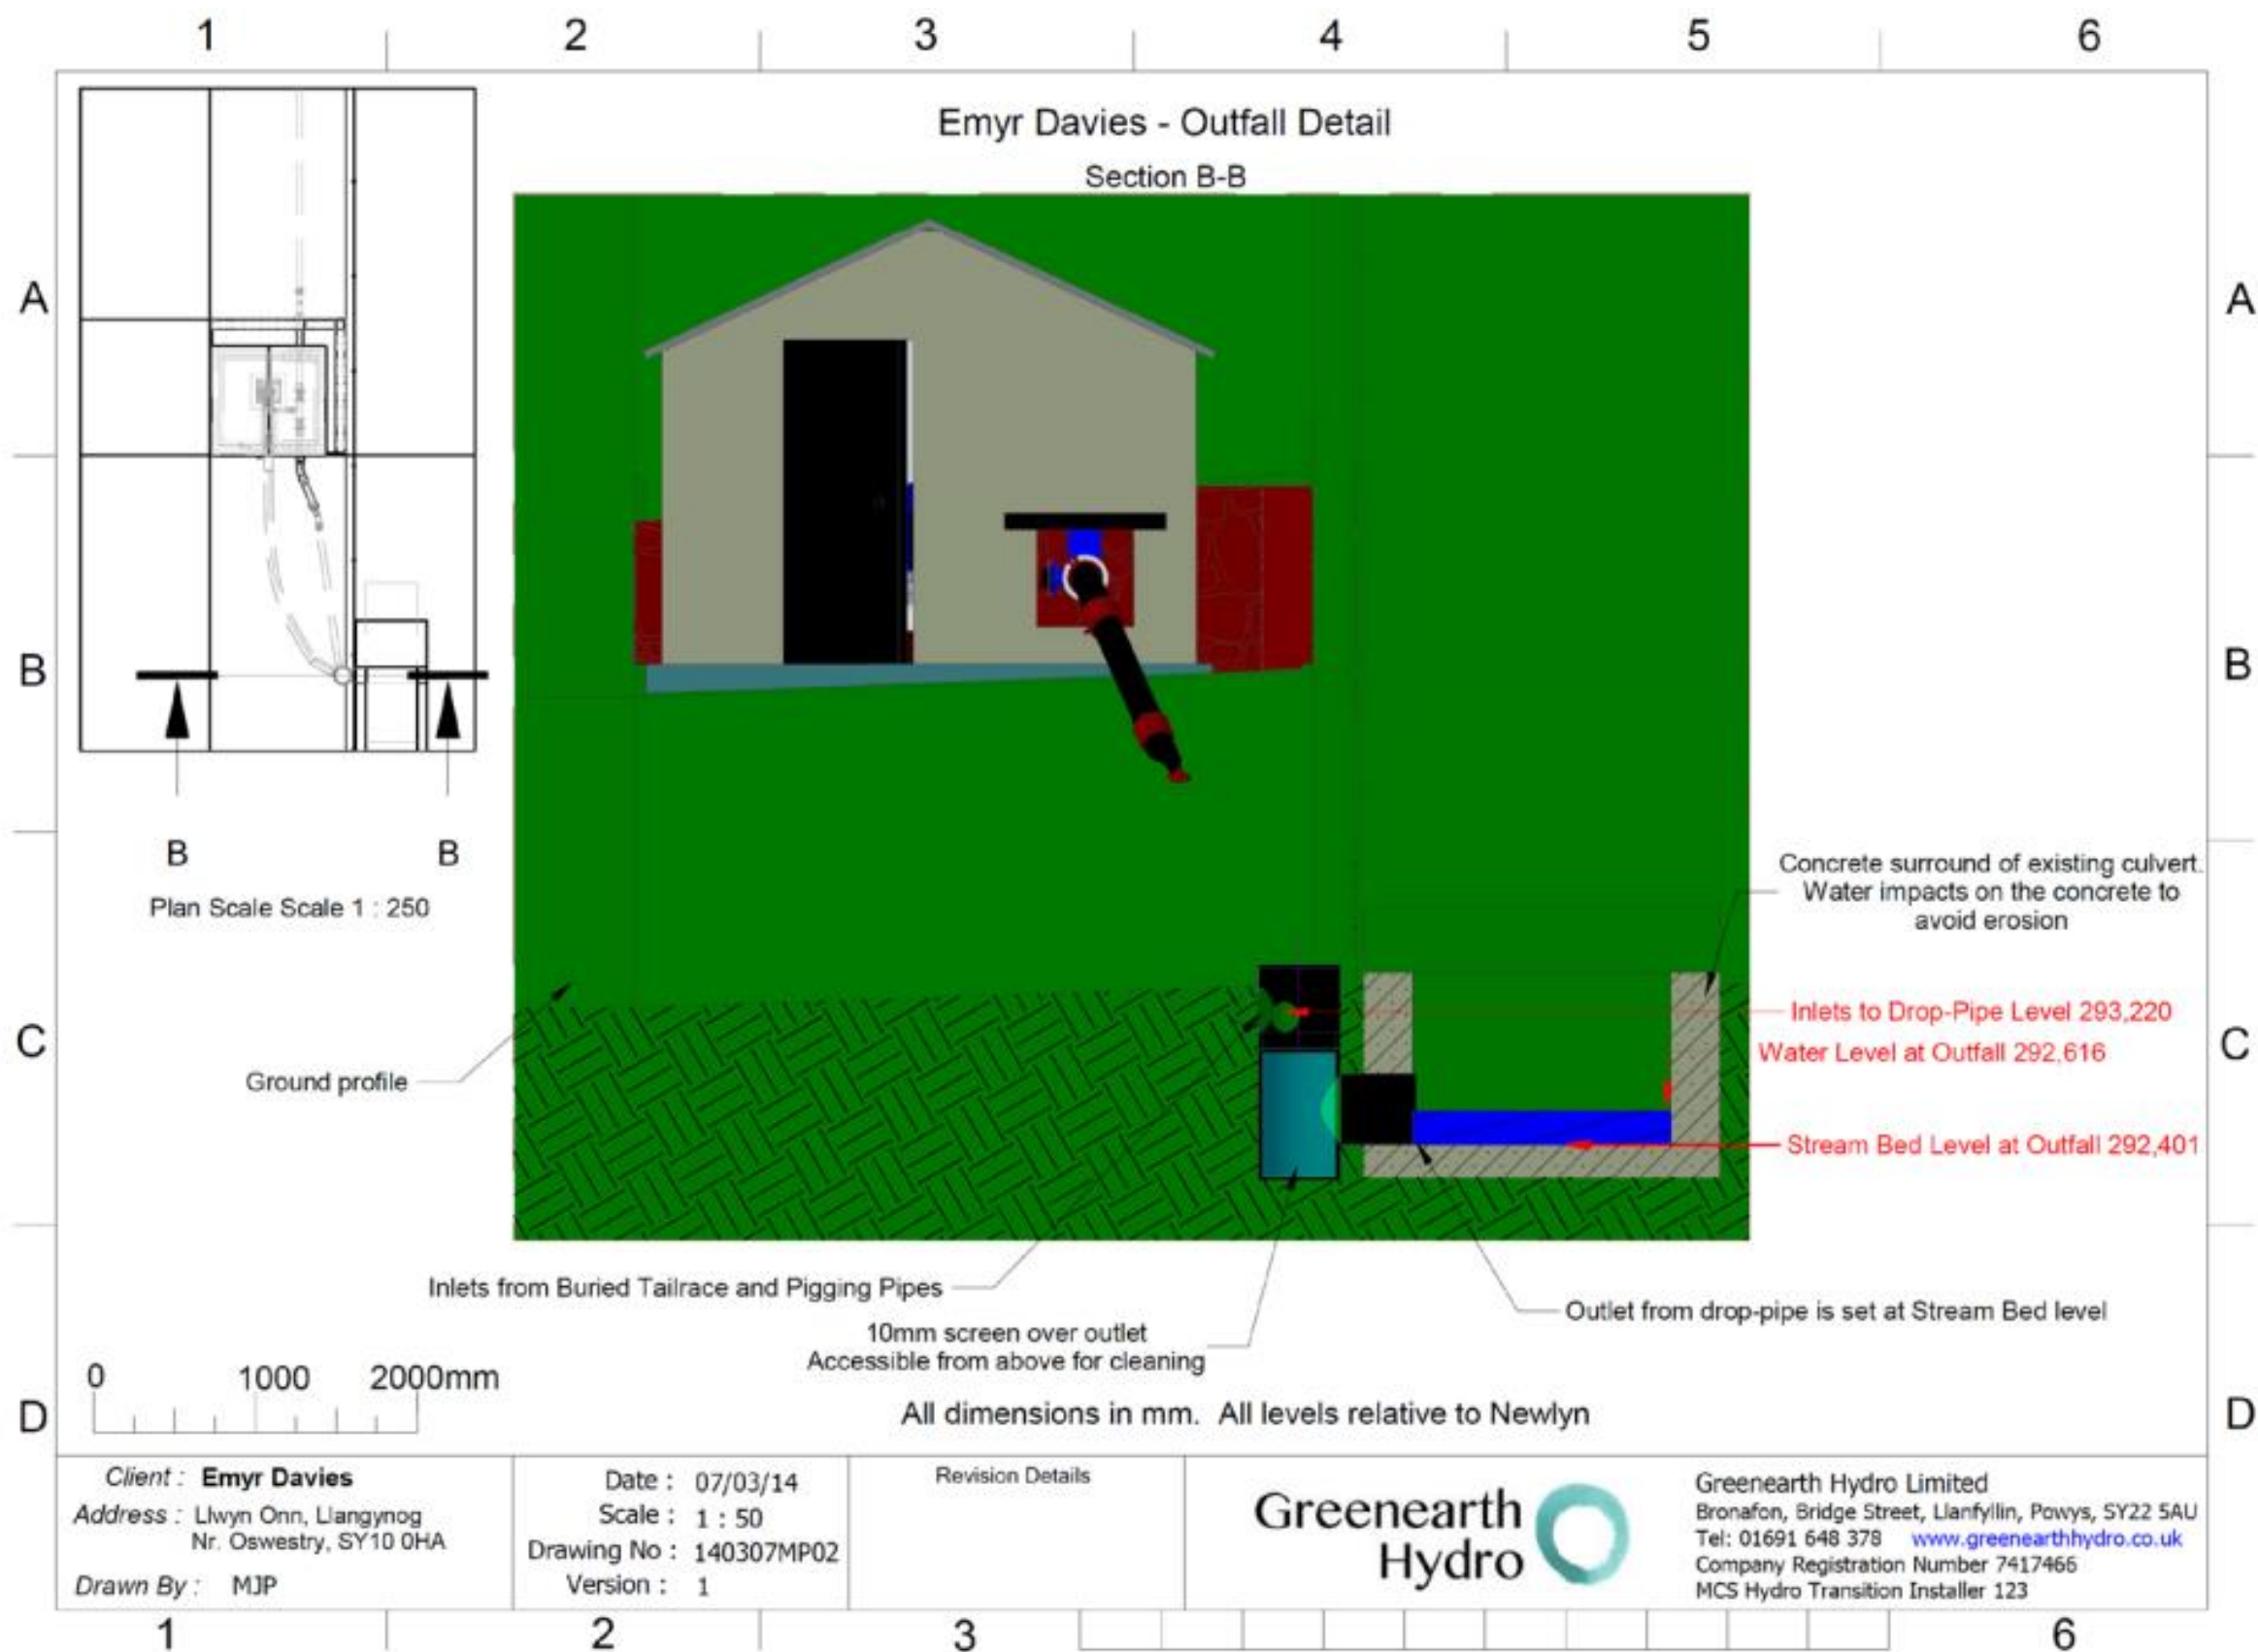 1 2 3 4 5 6
Emyr Davies - Outfall Detail
Section B-B
A A
B B
B B
Plan Scale Scale 1 : 250
Concrete surround of existing culvert.
Water impacts on the concrete to
avoid erosion
C C
Inlets to Drop-Pipe Level 293,220
Water Level at Outfall 292,616
Ground profile
Stream Bed Level at Outfall 292,401
Inlets from Buried Tailrace and Pigging Pipes
Outlet from drop-pipe is set at Stream Bed level
10mm screen over outlet
Accessible from above for cleaning
0 1000 2000mm
D D
All dimensions in mm. All levels relative to Newlyn
Client : Emyr Davies
Address : Llwyn Onn, Llangynog
Nr. Oswestry, SY10 0HA
Drawn By : MJP
Date : 07/03/14
Scale : 1 : 50
Drawing No : 140307MP02
Version : 1
Revision Details
Greenearth
Hydro
Greenearth Hydro Limited
Bronafon, Bridge Street, Llanfyllin, Powys, SY22 5AU
Tel: 01691 648 378 www.greenearthhydro.co.uk
Company Registration Number 7417466
MCS Hydro Transition Installer 123
1 2 3 6